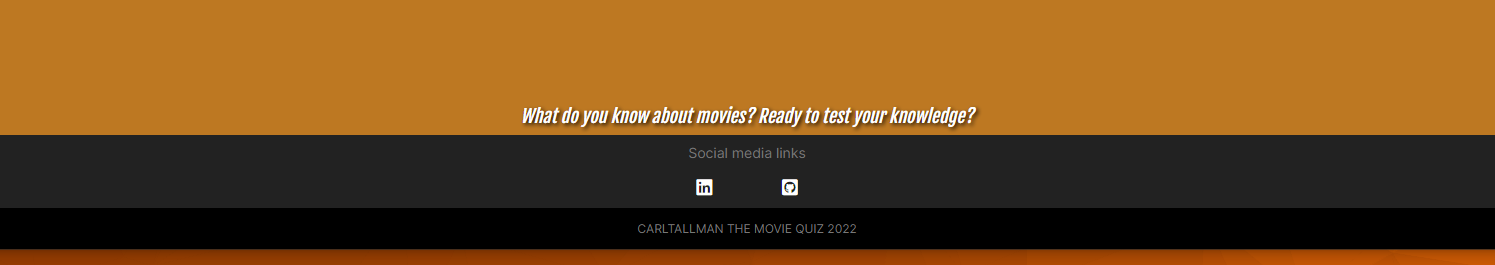 What do you know about movies? Ready to test your knowledge?
Social media links
in
CARLTALLMAN THE MOVIE QUIZ 2022